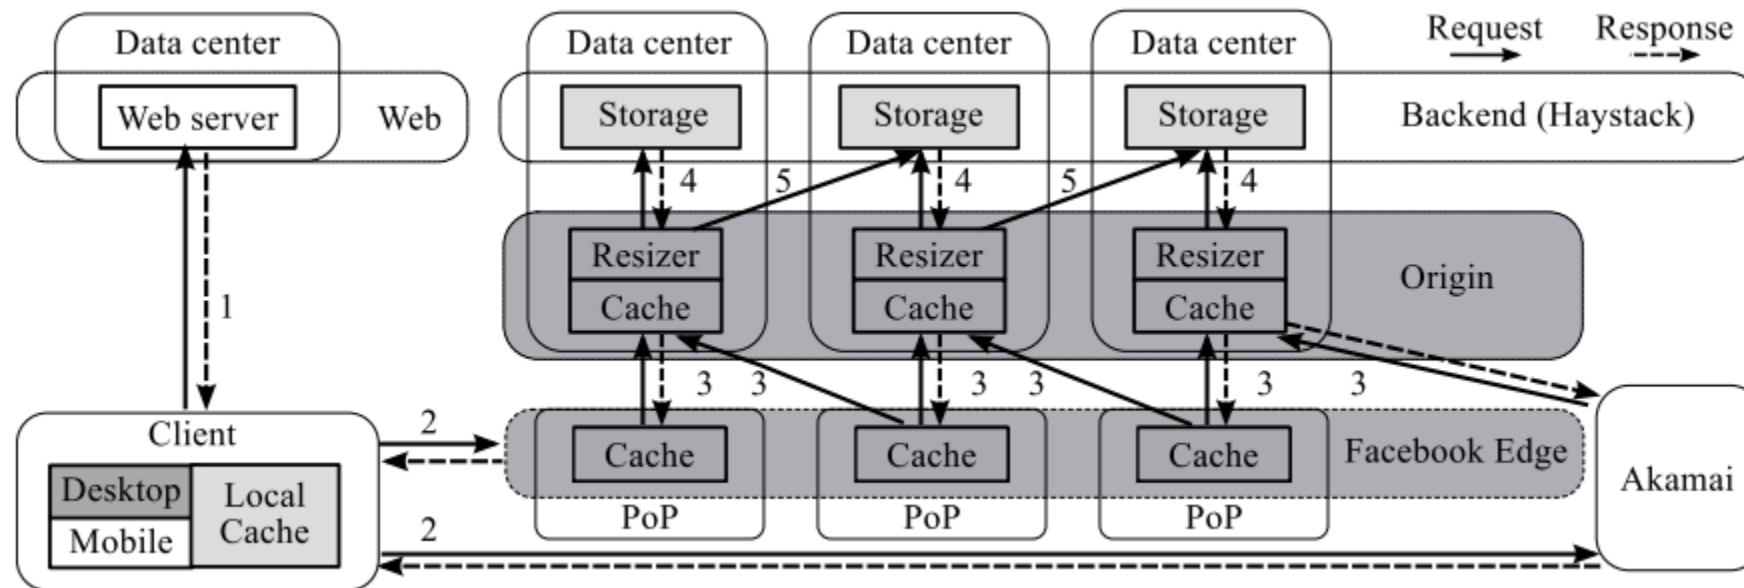 Data center
Data center
Data center
Data center
Request
Response
Web server
Web
Storage
Storage
Storage
Backend (Haystack)
4
5
4
5
4
Resizer
Resizer
Resizer
Origin
Cache
Cache
Cache
1
3
3
3
3
3
3
Client
2
Desktop
Mobile
Local
Cache
Cache
Cache
Cache
Facebook Edge
Akamai
PoP
PoP
PoP
2